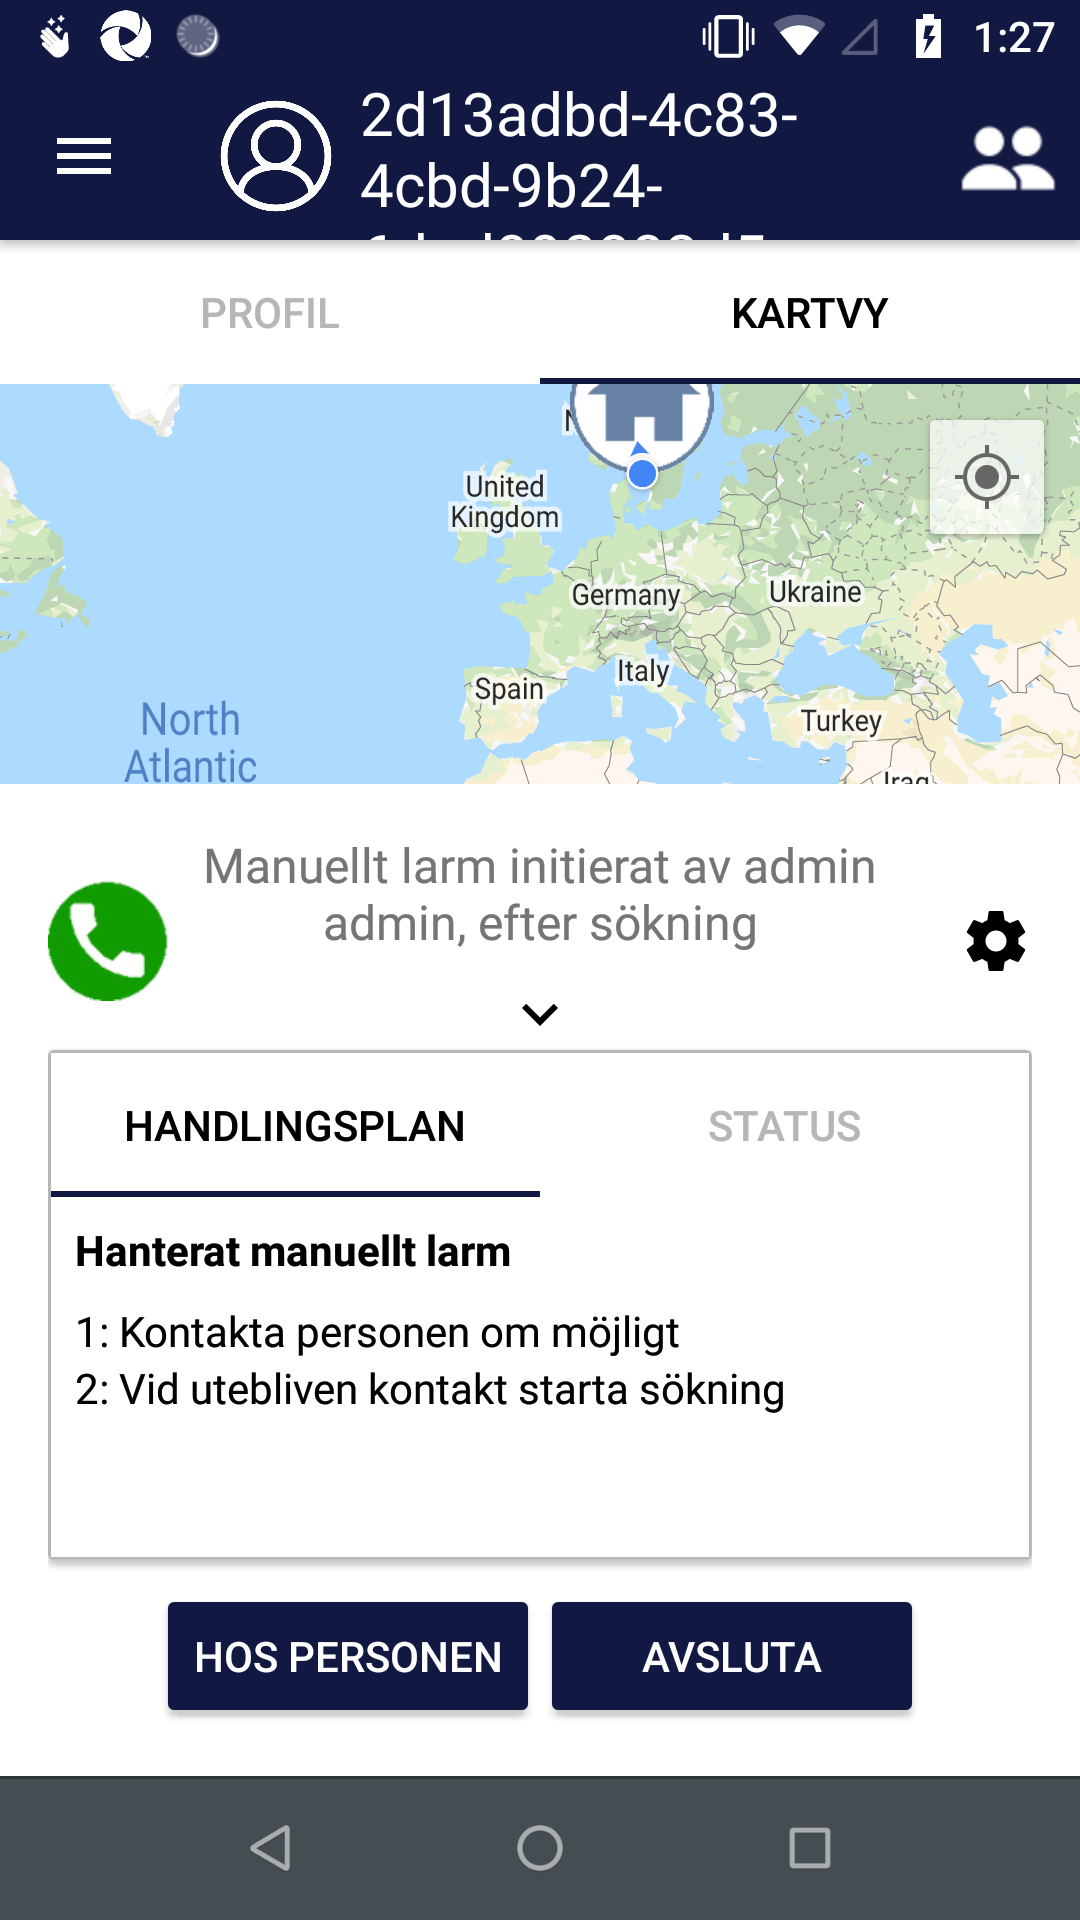 1:27
2d13adbd-4c83-
4cbd-9b24-
PROFIL
KARTVY
United
Kingdom
Germany
Ukraine
Italy
Spain
Turkey
North
Atlantic
Iraq
Manuellt larm initierat av admin
admin, efter sökning
HANDLINGSPLAN
STATUS
Hanterat manuellt larm
1: Kontakta personen om möjligt
2: Vid utebliven kontakt starta sökning
HOS PERSONEN
AVSLUTA